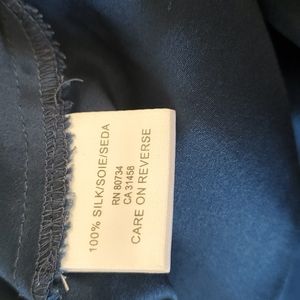 100% SILK/SOIE/SEDA
RN 80734
CA 31458
CARE ON REVERSE